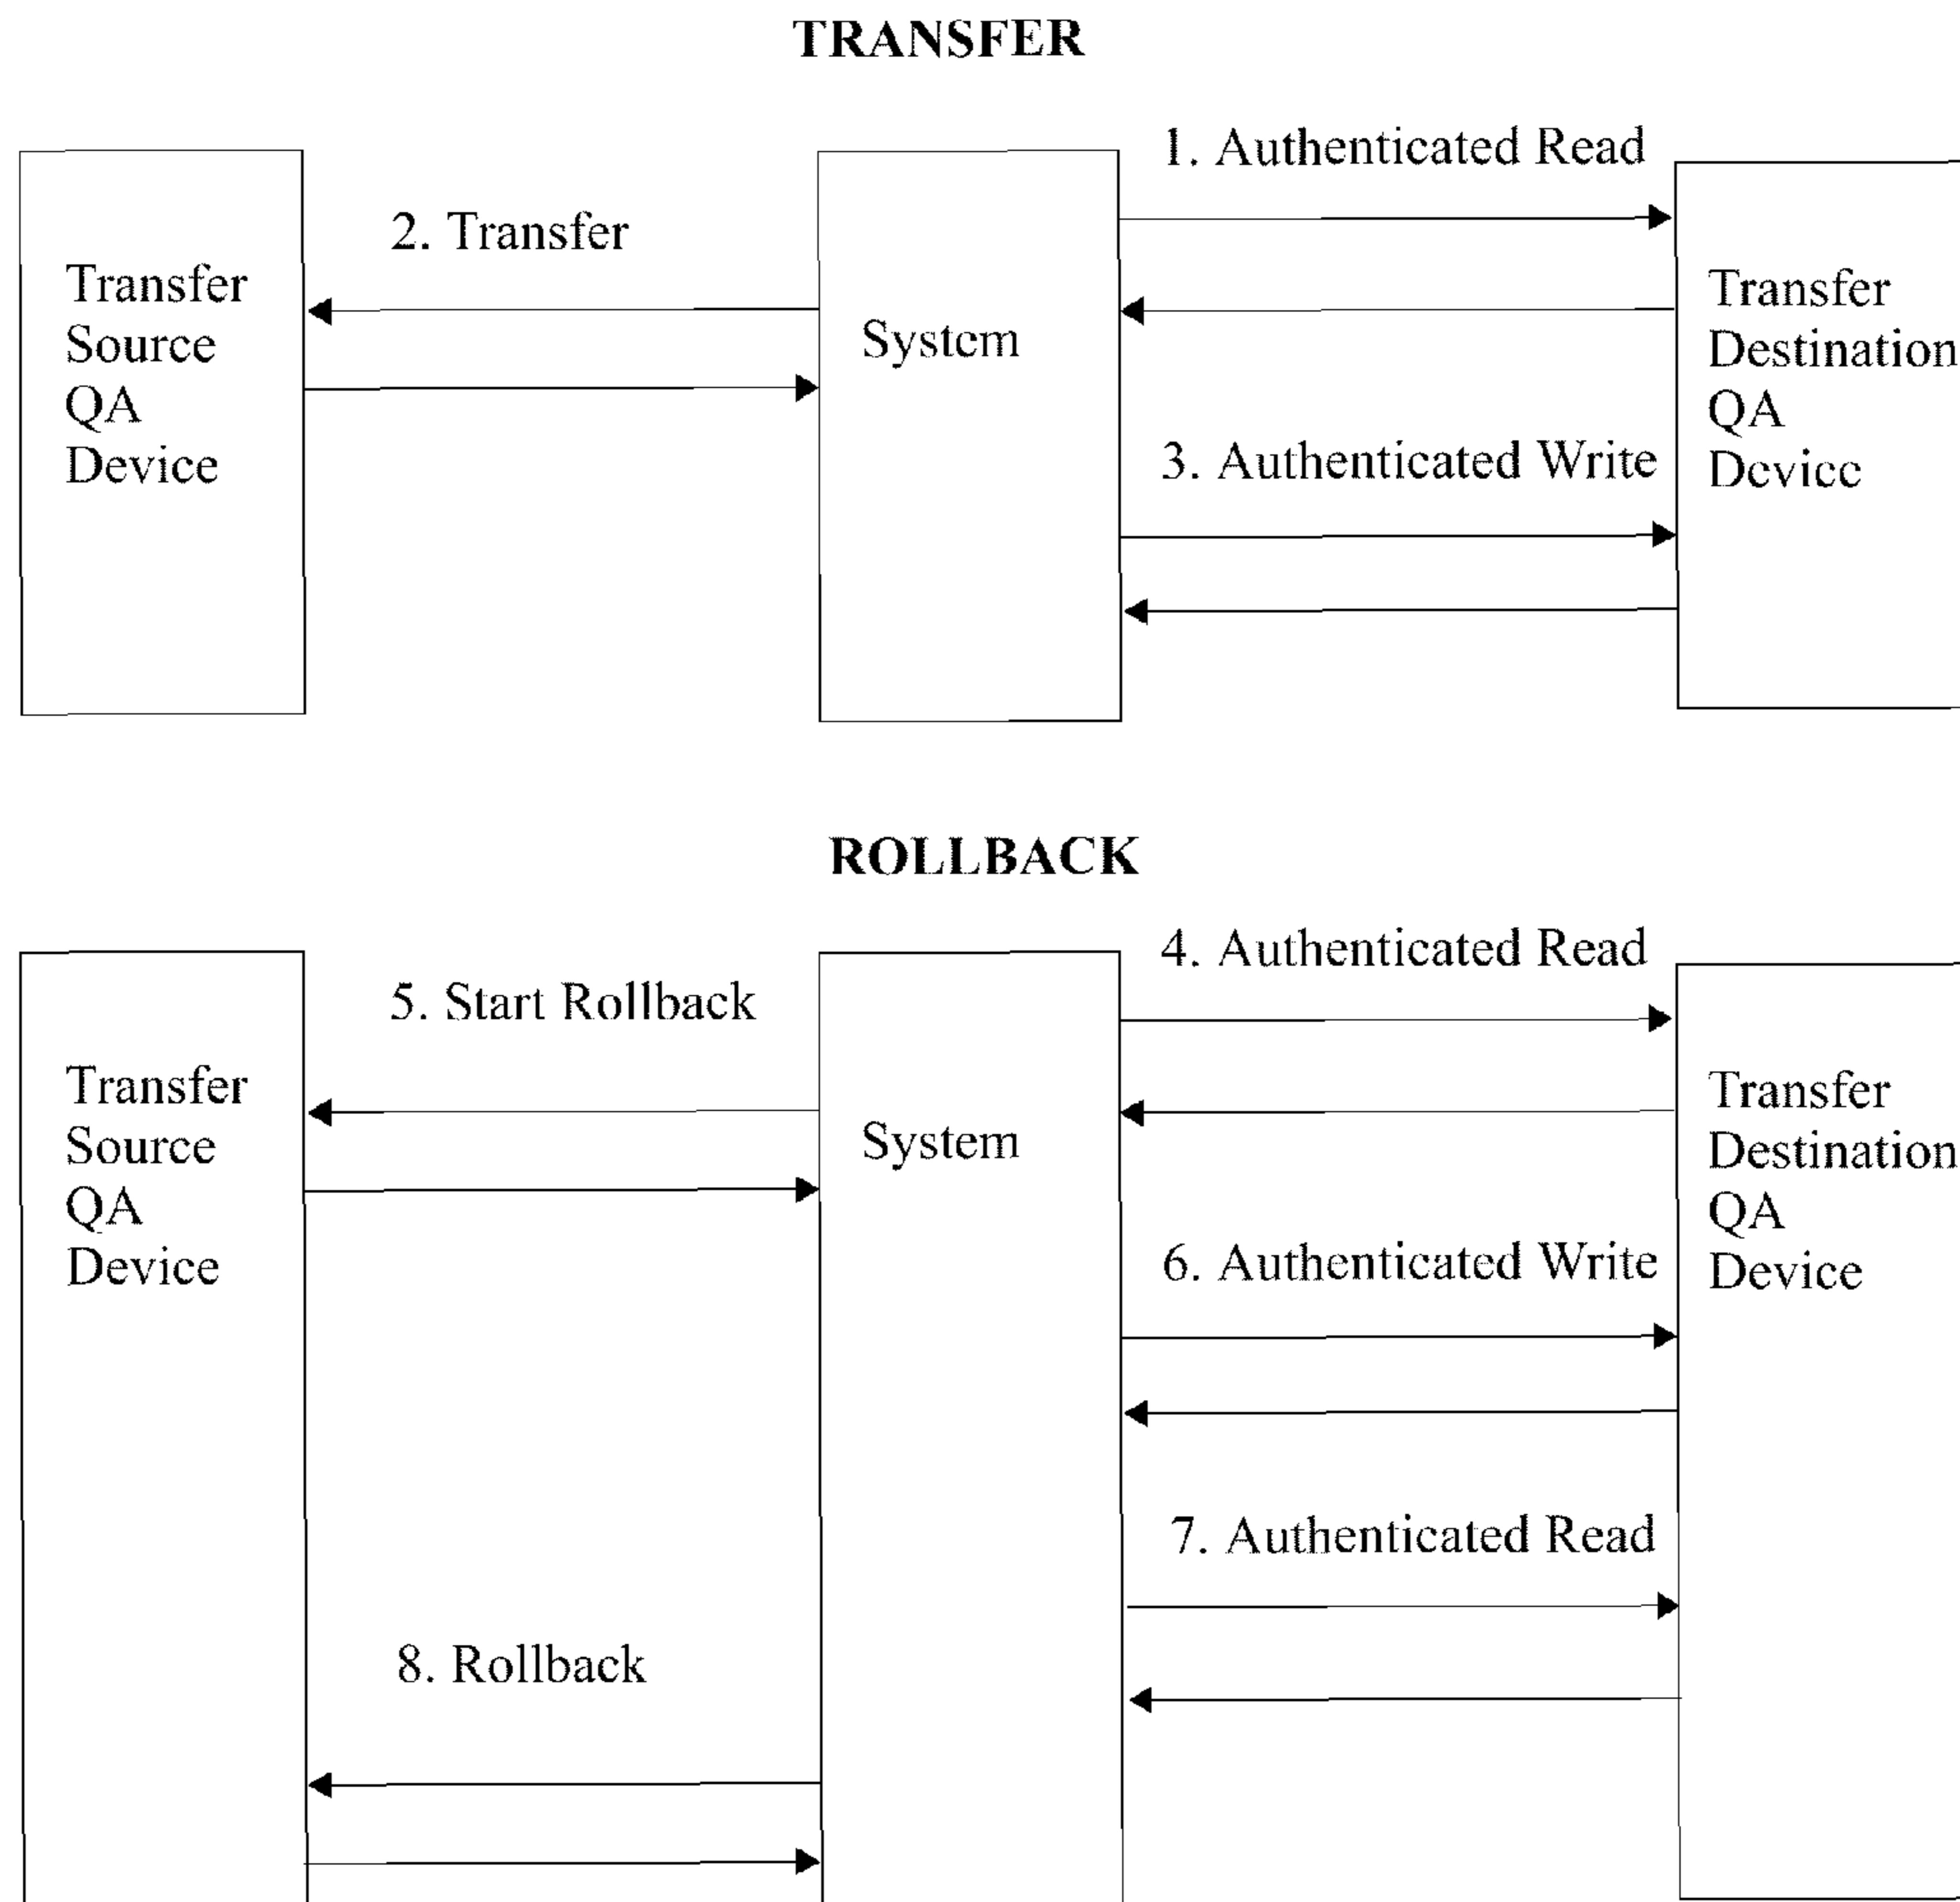 TRANSFER
1. Authenticated Read
2. Transfer
Transfer
Source
QA
Device
System
Transfer
Destination
QA
Device
3. Authenticated Write
ROLLBACK
4. Authenticated Read
5. Start Rollback
Transfer
Source
QA
Device
System
Transfer
Destination
QA
Device
6. Authenticated Write
7. Authenticated Read
8. Rollback